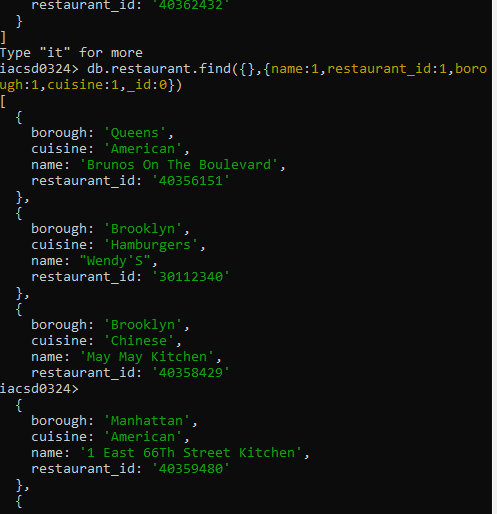 restaurant_id: '40362432'
}
]
Type "it" for more
iacsd0324> db.restaurant.find({},{name:1,restaurant_id:1,boro
ugh:1,cuisine:1,_id:0})
[
{
borough: 'Queens',
cuisine: 'American',
name: 'Brunos On The Boulevard',
restaurant_id: '40356151'
},
{
borough: 'Brooklyn',
cuisine: 'Hamburgers',
name: "Wendy'S",
restaurant_id: '30112340'
},
{
borough: 'Brooklyn',
cuisine: 'Chinese',
name: 'May May Kitchen',
restaurant_id: '40358429'
iacsd0324>
{
borough: 'Manhattan',
cuisine: 'American',
name: '1 East 66Th Street Kitchen',
restaurant_id: '40359480'
},
{